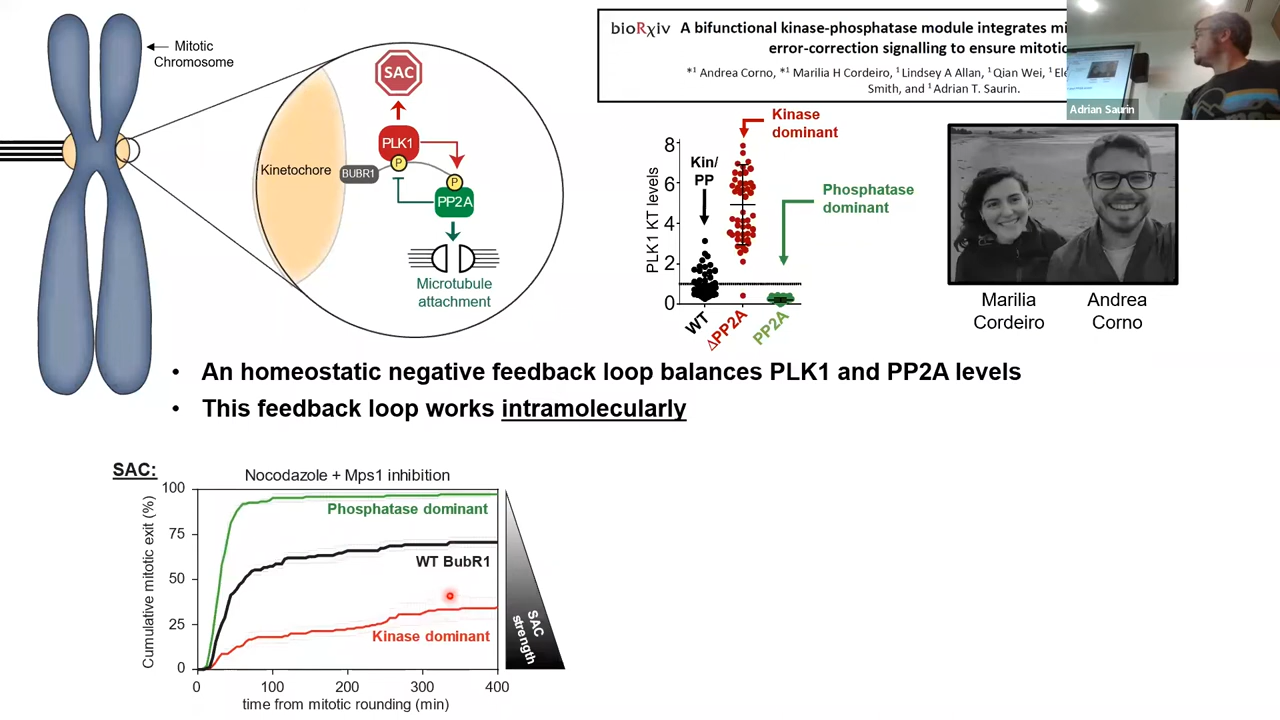 Mitotic
Chromosome
SAC
PLK1
P
Kinetochore
BUBR1
P
PP2A
Microtubule
attachment
bioRxiv
A bifunctional kinase-phosphatase module integrates
error-correction signalling to ensure
*¹ Andrea Corno, *¹ Marilia H Cordeiro, ¹ Lindsey A Allan, ¹ Qian Wei,
Smith, and ¹ Adrian T. Saurin.
Adrian Saurin
Kinase
dominant
Kin/
PP
Phosphatase
dominant
PLK1 KT levels
8
6
4
2
0
WT
ΔPP2A
PP2A
Marilia
Cordeiro
Andrea
Corno
• An homeostatic negative feedback loop balances PLK1 and PP2A levels
• This feedback loop works intramolecularly
SAC:
Nocodazole + Mps1 inhibition
Cumulative mitotic exit (%)
100
75
50
25
0
Phosphatase dominant
WT BubR1
Kinase dominant
SAC
strength
0 100 200 300 400
time from mitotic rounding (min)